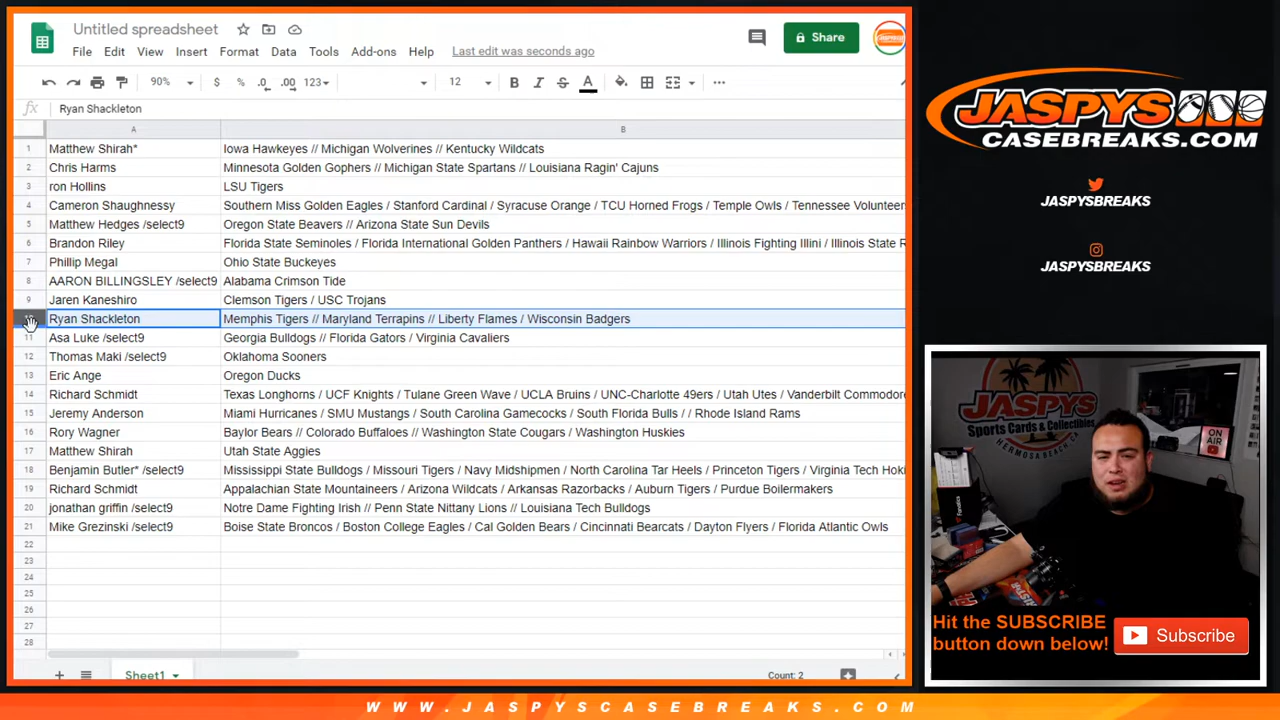 Untitled spreadsheet
File Edit View Insert Format Data Tools Add-ons Help Last edit was seconds ago
Share
90% $ % .0 .00 123 12 B I S A
fx Ryan Shackleton
A B
1 Matthew Shirah* Iowa Hawkeyes // Michigan Wolverines // Kentucky Wildcats
2 Chris Harms Minnesota Golden Gophers // Michigan State Spartans // Louisiana Ragin' Cajuns
3 ron Hollins LSU Tigers
4 Cameron Shaughnessy Southern Miss Golden Eagles / Stanford Cardinal / Syracuse Orange / TCU Horned Frogs / Temple Owls / Tennessee Volunteers
5 Matthew Hedges /select9 Oregon State Beavers // Arizona State Sun Devils
6 Brandon Riley Florida State Seminoles / Florida International Golden Panthers / Hawaii Rainbow Warriors / Illinois Fighting Illini / Illinois State R
7 Phillip Megal Ohio State Buckeyes
8 AARON BILLINGSLEY /select9 Alabama Crimson Tide
9 Jaren Kaneshiro Clemson Tigers / USC Trojans
Ryan Shackleton Memphis Tigers // Maryland Terrapins // Liberty Flames / Wisconsin Badgers
11 Asa Luke /select9 Georgia Bulldogs // Florida Gators / Virginia Cavaliers
12 Thomas Maki /select9 Oklahoma Sooners
13 Eric Ange Oregon Ducks
14 Richard Schmidt Texas Longhorns / UCF Knights / Tulane Green Wave / UCLA Bruins / UNC-Charlotte 49ers / Utah Utes / Vanderbilt Commodore
15 Jeremy Anderson Miami Hurricanes / SMU Mustangs / South Carolina Gamecocks / South Florida Bulls / / Rhode Island Rams
16 Rory Wagner Baylor Bears // Colorado Buffaloes // Washington State Cougars / Washington Huskies
17 Matthew Shirah Utah State Aggies
18 Benjamin Butler* /select9 Mississippi State Bulldogs / Missouri Tigers / Navy Midshipmen / North Carolina Tar Heels / Princeton Tigers / Virginia Tech Hoki
19 Richard Schmidt Appalachian State Mountaineers / Arizona Wildcats / Arkansas Razorbacks / Auburn Tigers / Purdue Boilermakers
20 jonathan griffin /select9 Notre Dame Fighting Irish // Penn State Nittany Lions // Louisiana Tech Bulldogs
21 Mike Grezinski /select9 Boise State Broncos / Boston College Eagles / Cal Golden Bears / Cincinnati Bearcats / Dayton Flyers / Florida Atlantic Owls
22
23
24
25
26
27
28
Sheet1
Count: 2
JASPYS
CASEBREAKS.COM
JASPYSBREAKS
JASPYSBREAKS
JASPYS
Sports Cards & Collectibles
HERMOSA BEACH, CA
ON
AIR
Hit the SUBSCRIBE
button down below!
Subscribe
WWW.JASPYSCASEBREAKS.COM